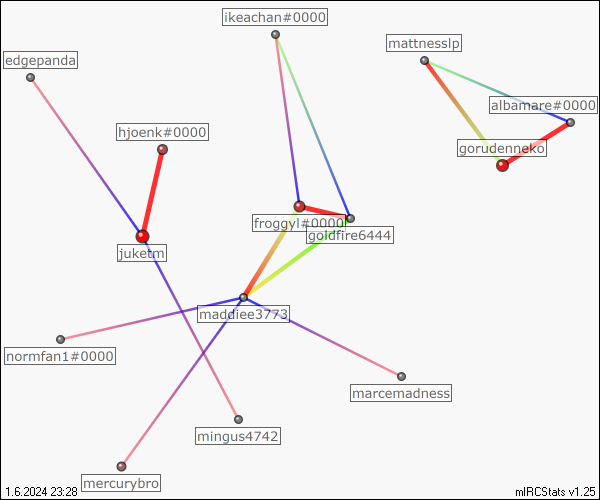 ikeachan#0000
mattnesslp
edgepanda
albamare#0000
hjoenk#0000
gorudenneko
froggyl#0000
goldfire6444
juketm
maddiee3773
normfan1#0000
marcemadness
mingus4742
mercurybro
1.6.2024 23:28
mIRCStats v1.25